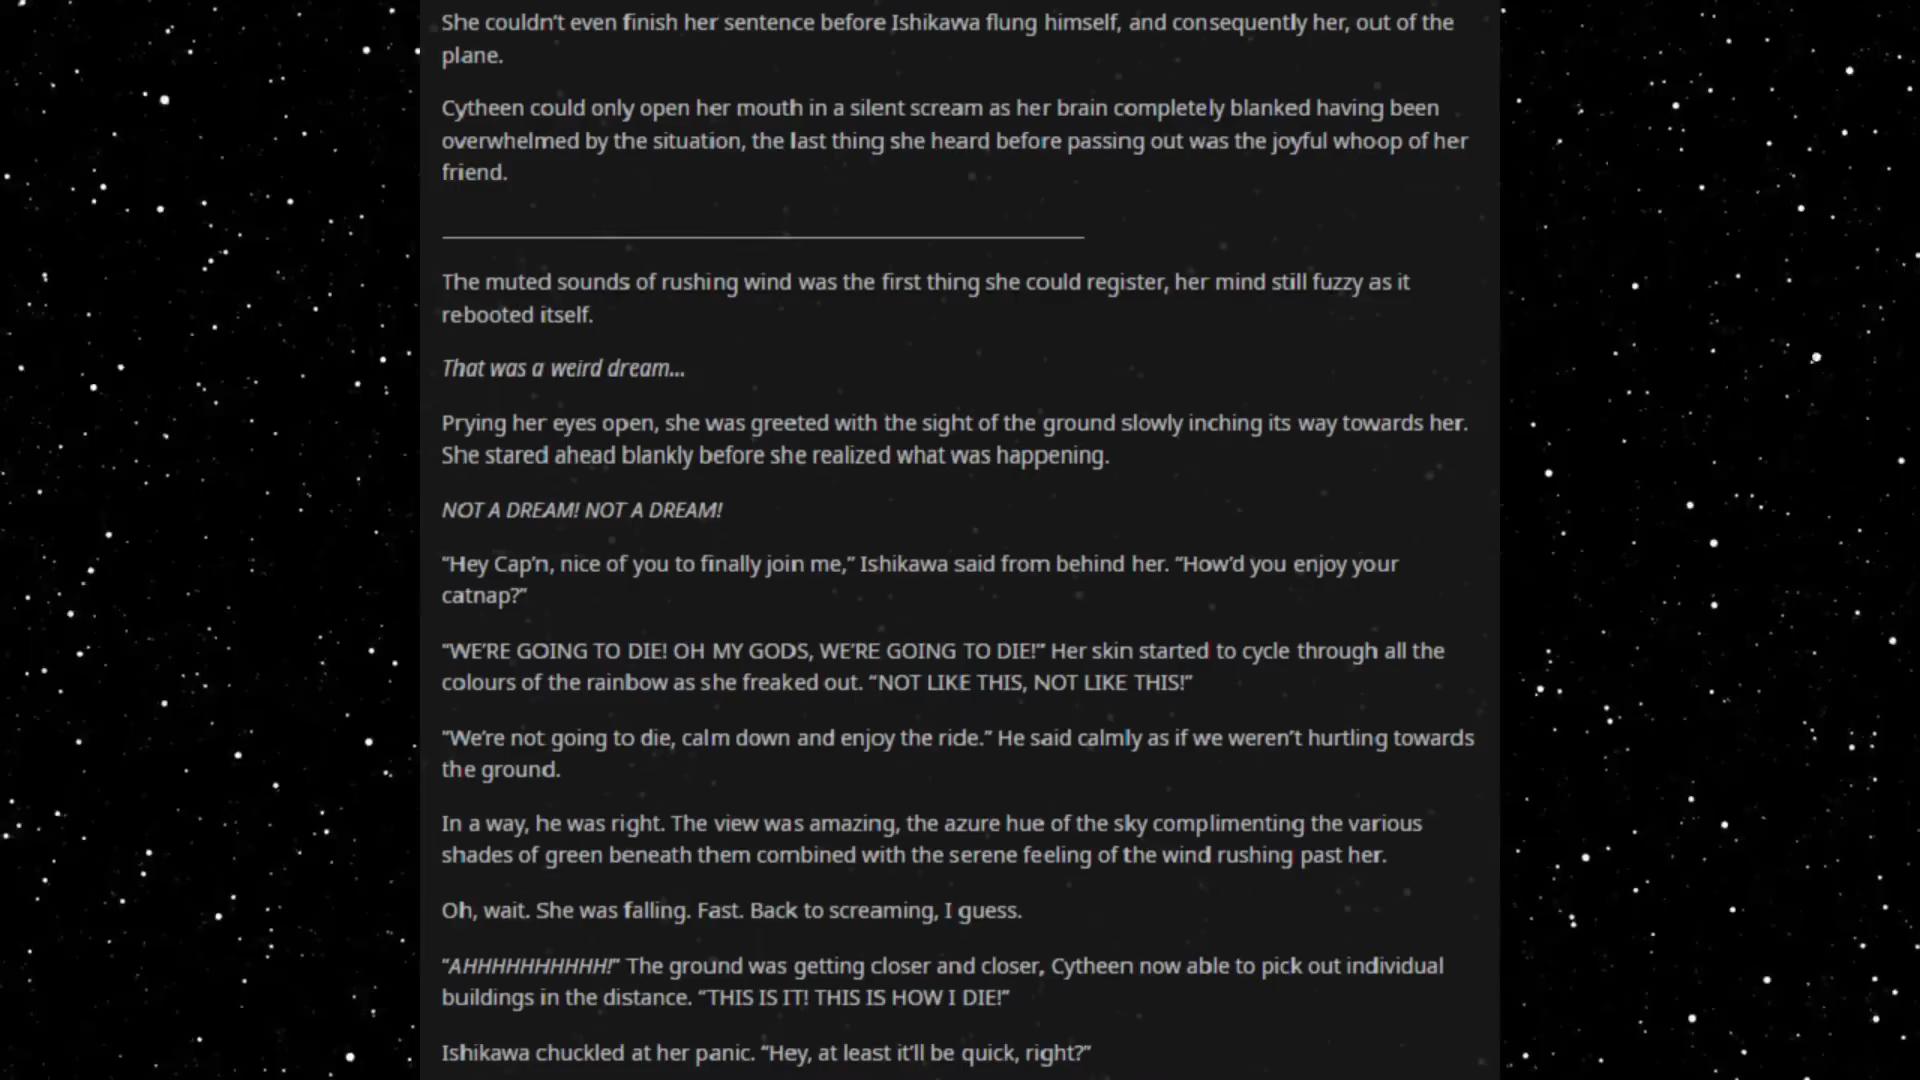 She couldn’t even finish her sentence before Ishikawa flung himself, and consequently her, out of the
plane.
Cytheen could only open her mouth in a silent scream as her brain completely blanked having been
overwhelmed by the situation, the last thing she heard before passing out was the joyful whoop of her
friend.
The muted sounds of rushing wind was the first thing she could register, her mind still fuzzy as it
rebooted itself.
That was a weird dream...
Prying her eyes open, she was greeted with the sight of the ground slowly inching its way towards her.
She stared ahead blankly before she realized what was happening.
NOT A DREAM! NOT A DREAM!
“Hey Cap’n, nice of you to finally join me,” Ishikawa said from behind her. “How’d you enjoy your
catnap?”
“WE’RE GOING TO DIE! OH MY GODS, WE’RE GOING TO DIE!” Her skin started to cycle through all the
colours of the rainbow as she freaked out. “NOT LIKE THIS, NOT LIKE THIS!”
“We’re not going to die, calm down and enjoy the ride.” He said calmly as if we weren’t hurtling towards
the ground.
In a way, he was right. The view was amazing, the azure hue of the sky complimenting the various
shades of green beneath them combined with the serene feeling of the wind rushing past her.
Oh, wait. She was falling. Fast. Back to screaming, I guess.
“AHHHHHHHHHH!” The ground was getting closer and closer, Cytheen now able to pick out individual
buildings in the distance. “THIS IS IT! THIS IS HOW I DIE!”
Ishikawa chuckled at her panic. “Hey, at least it’ll be quick, right?”